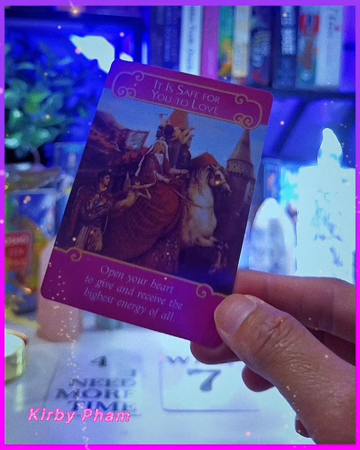 It Is Safe for
You to Love
Open your heart
to give and receive the
highest energy of all.
4
NEED
MORE
TIME
W
7
Kirby Pham